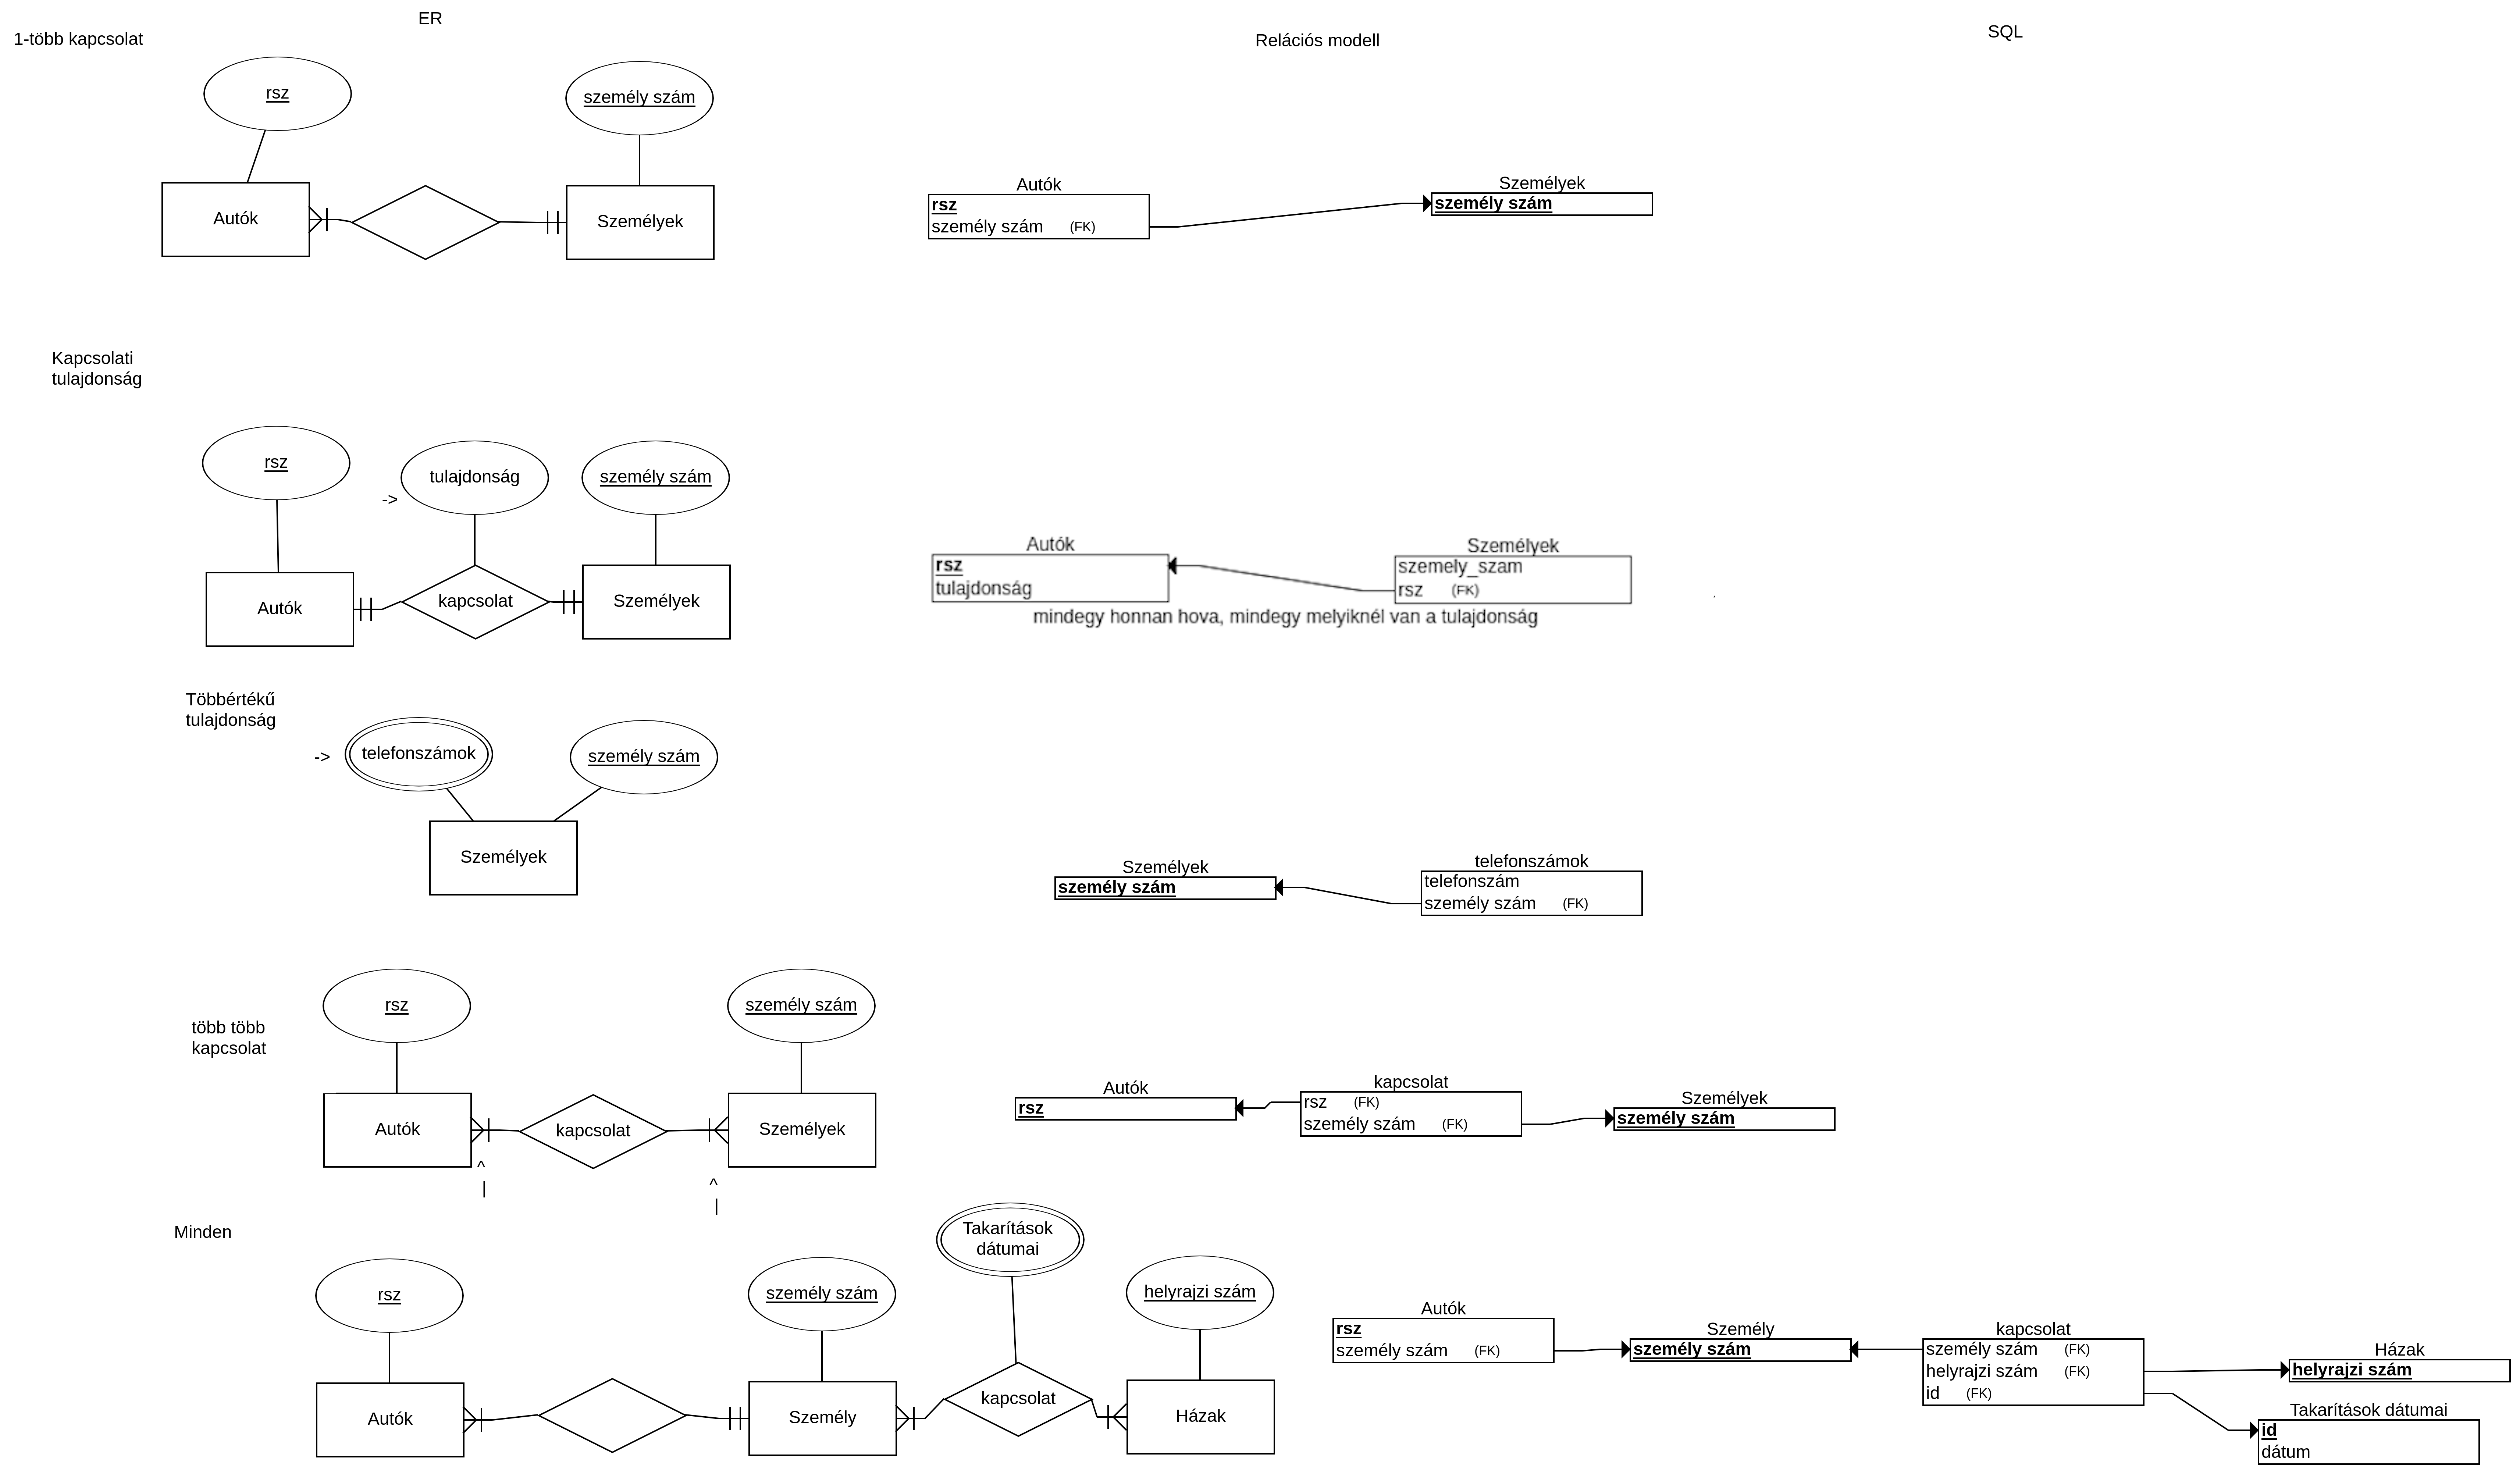 ER
Relációs modell
SQL
1-több kapcsolat
rsz
személy szám
Autók
Személyek
Autók
rsz
személy szám (FK)
Személyek
személy szám
Kapcsolati
tulajdonság
rsz
->
tulajdonság
személy szám
Autók
kapcsolat
Személyek
Autók
rsz
tulajdonság
Személyek
szemely_szam
rsz (FK)
mindegy honnan hova, mindegy melyiknél van a tulajdonság
Többértékű
tulajdonság
->
telefonszámok
személy szám
Személyek
Személyek
személy szám
telefonszámok
telefonszám
személy szám (FK)
több több
kapcsolat
rsz
személy szám
Autók
kapcsolat
Személyek
^
|
^
|
Autók
rsz
kapcsolat
rsz (FK)
személy szám (FK)
Személyek
személy szám
Minden
rsz
személy szám
Takarítások
dátumai
helyrajzi szám
Autók
Személy
kapcsolat
Házak
Autók
rsz
személy szám (FK)
Személy
személy szám
kapcsolat
személy szám (FK)
helyrajzi szám (FK)
id (FK)
Házak
helyrajzi szám
Takarítások dátumai
id
dátum